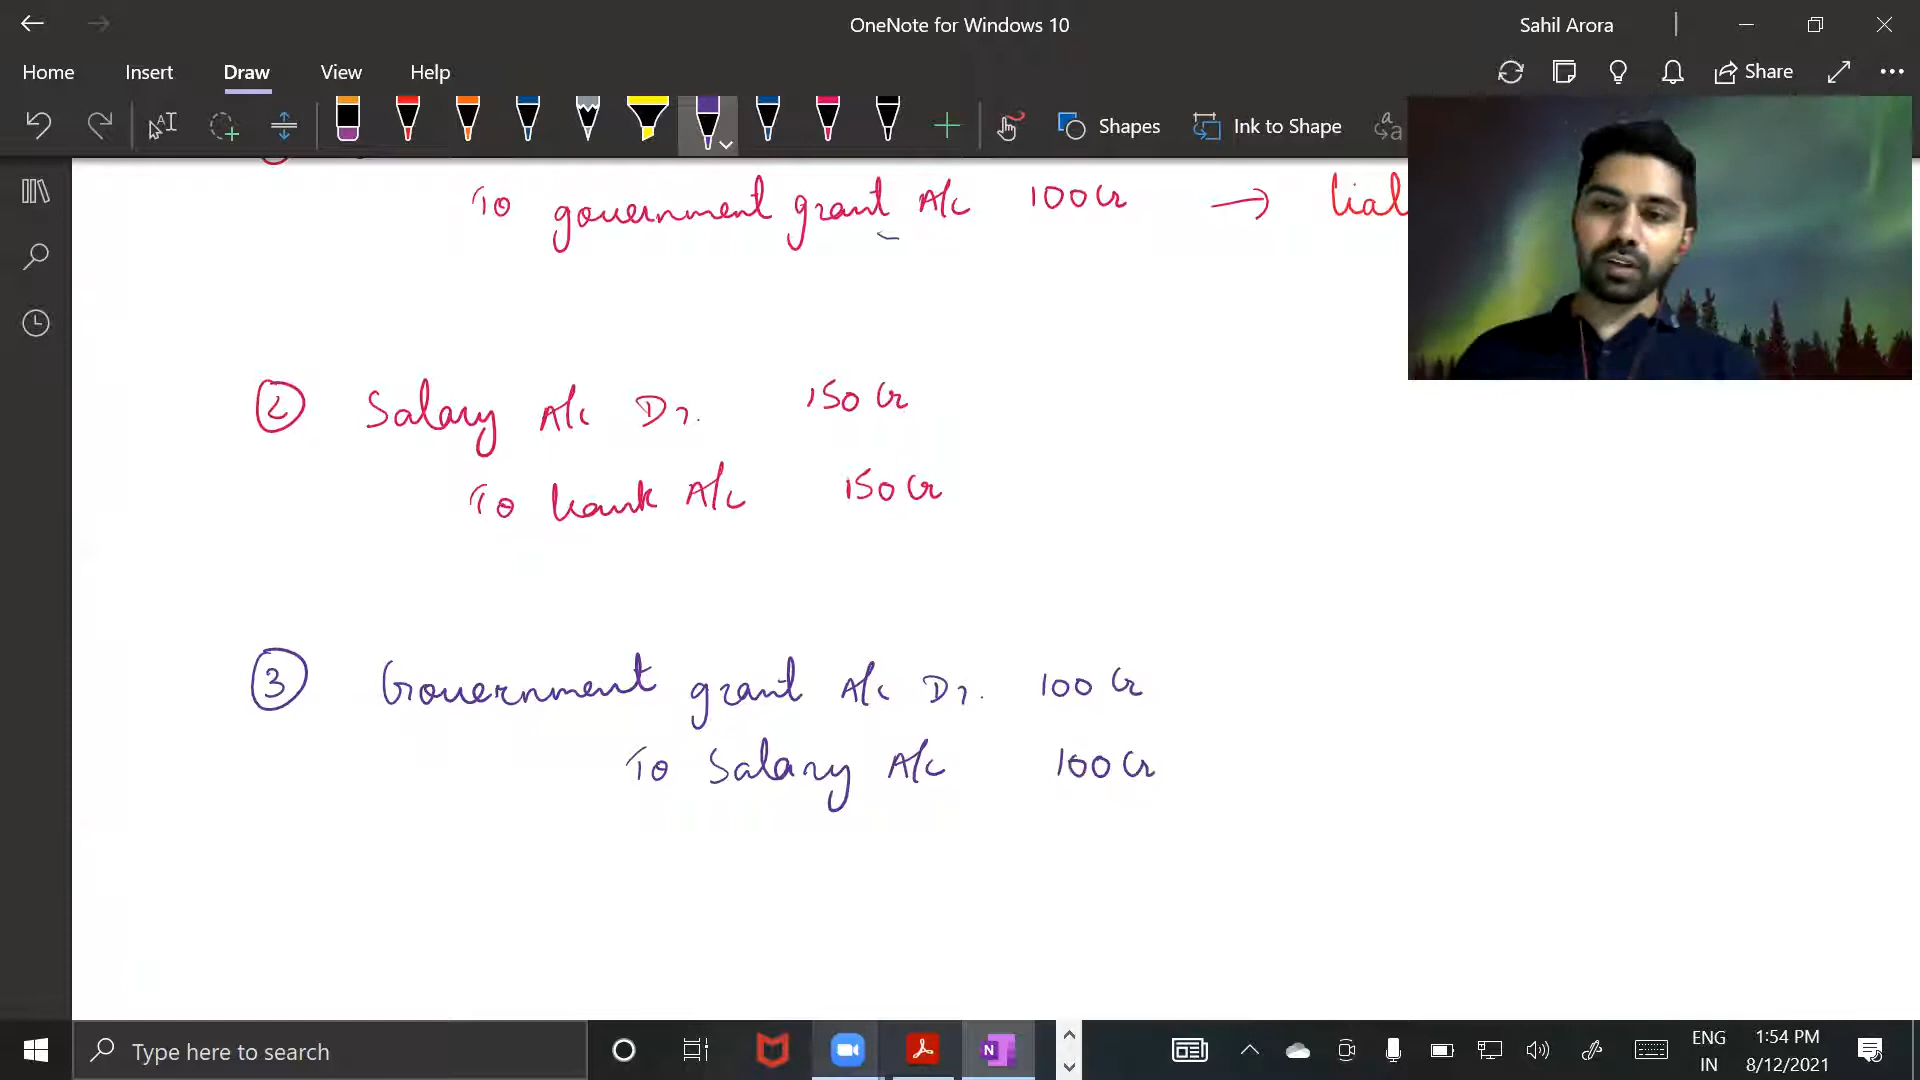 OneNote for Windows 10
Sahil Arora
Home Insert Draw View Help
Share
Shapes
Ink to Shape
To government grant A/c 100 Cr → lial
② Salary A/c Dr. 150 Cr
To bank A/c 150 Cr
③ Government grant A/c Dr. 100 Cr
To Salary A/c 100 Cr
Type here to search
N
ENG
IN
1:54 PM
8/12/2021